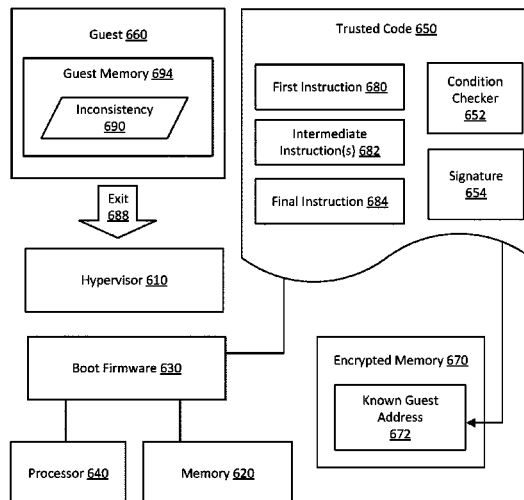 Guest 660
Guest Memory 694
Inconsistency
690
Exit
688
Hypervisor 610
Boot Firmware 630
Processor
640
Memory
620
Trusted Code 650
First Instruction 680
Intermediate
Instruction(s) 682
Final Instruction 684
Condition
Checker
652
Signature
654
Encrypted Memory 670
Known Guest
Address
672